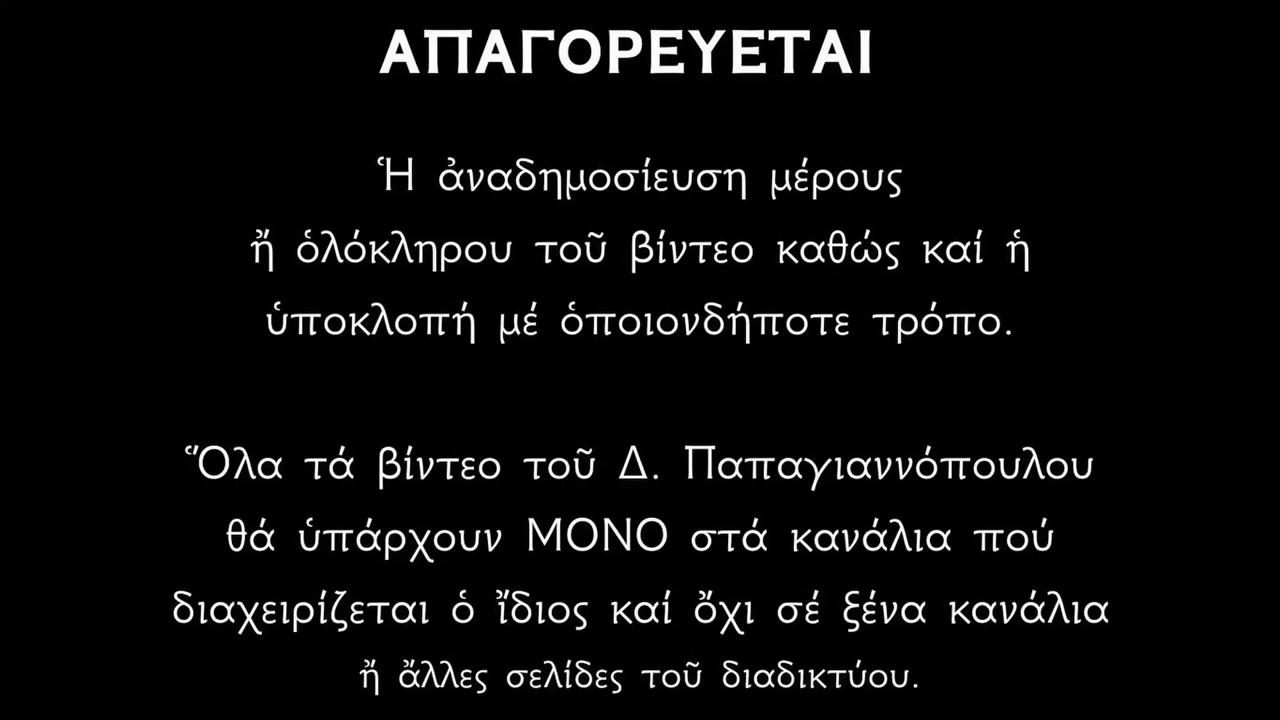 ΑΠΑΓΟΡΕΥΕΤΑΙ
Ἡ ἀναδημοσίευση μέρους
ἤ ὁλόκληρου τοῦ βίντεο καθώς καί ἡ
ὑποκλοπή μέ ὁποιονδήποτε τρόπο.
Ὅλα τά βίντεο τοῦ Δ. Παπαγιαννόπουλου
θά ὑπάρχουν ΜΟΝΟ στά κανάλια πού
διαχειρίζεται ὁ ἴδιος καί ὄχι σέ ξένα κανάλια
ἤ ἄλλες σελίδες τοῦ διαδικτύου.